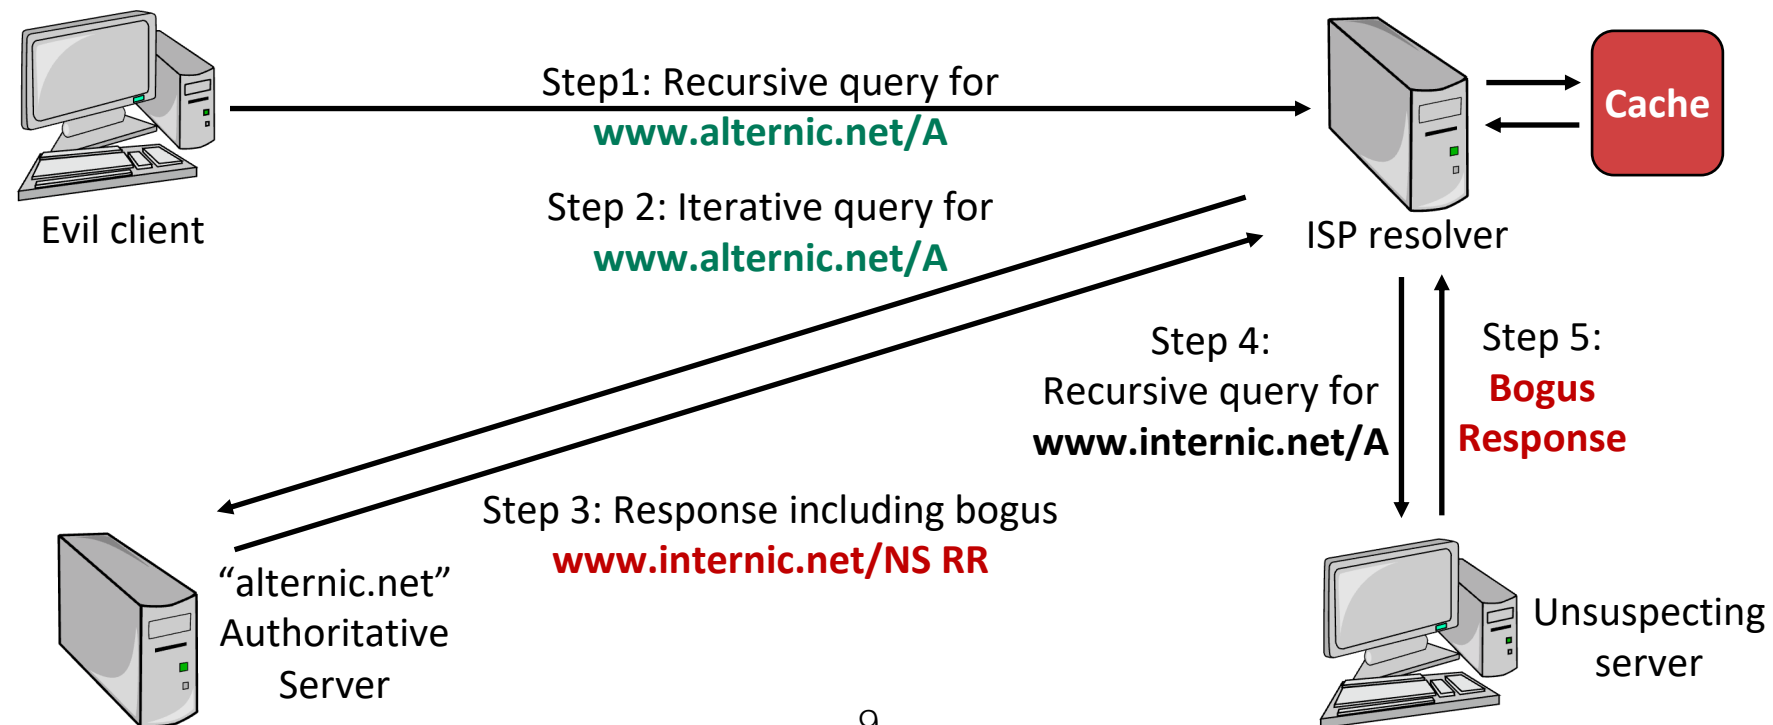 Step1: Recursive query for
www.alternic.net/A
Cache
Evil client
Step 2: Iterative query for
www.alternic.net/A
ISP resolver
Step 4:
Recursive query for
www.internic.net/A
Step 5:
Bogus
Response
Step 3: Response including bogus
www.internic.net/NS RR
“alternic.net”
Authoritative
Server
Unsuspecting
server
9